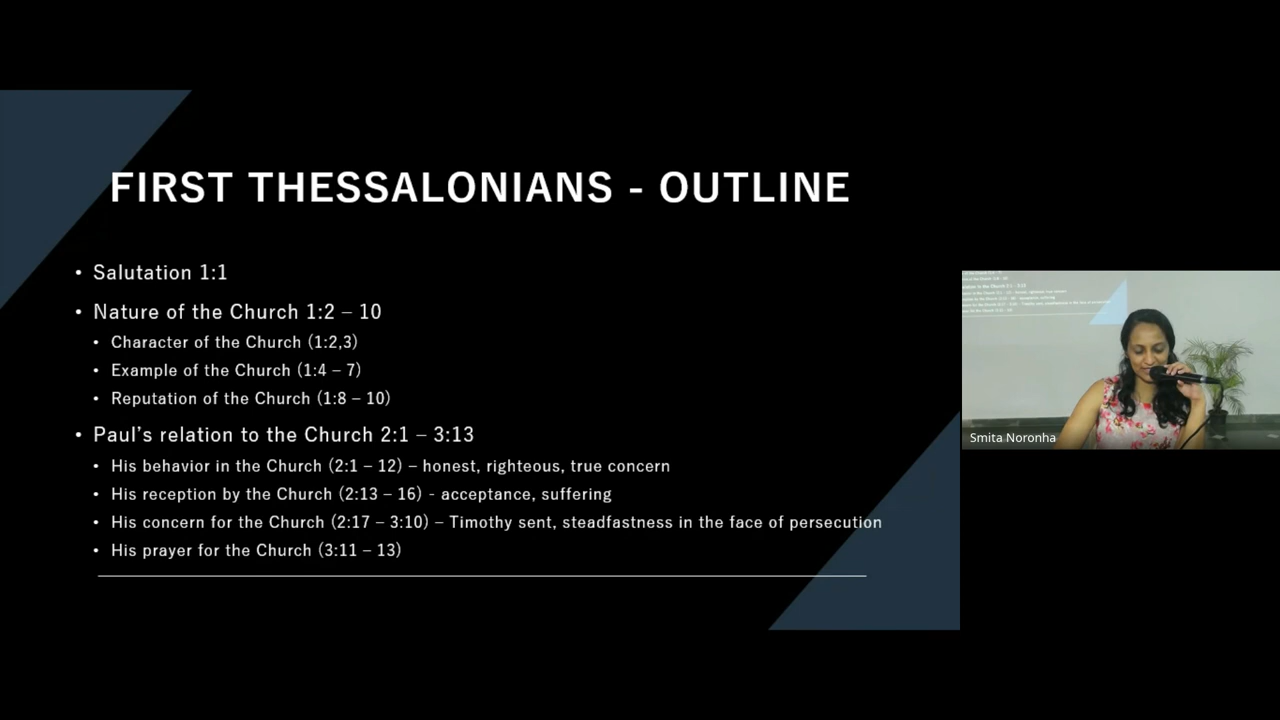 FIRST THESSALONIANS - OUTLINE
• Salutation 1:1
• Nature of the Church 1:2 – 10
• Character of the Church (1:2,3)
• Example of the Church (1:4 – 7)
• Reputation of the Church (1:8 – 10)
• Paul’s relation to the Church 2:1 – 3:13
• His behavior in the Church (2:1 – 12) – honest, righteous, true concern
• His reception by the Church (2:13 – 16) - acceptance, suffering
• His concern for the Church (2:17 – 3:10) – Timothy sent, steadfastness in the face of persecution
• His prayer for the Church (3:11 – 13)
Smita Noronha